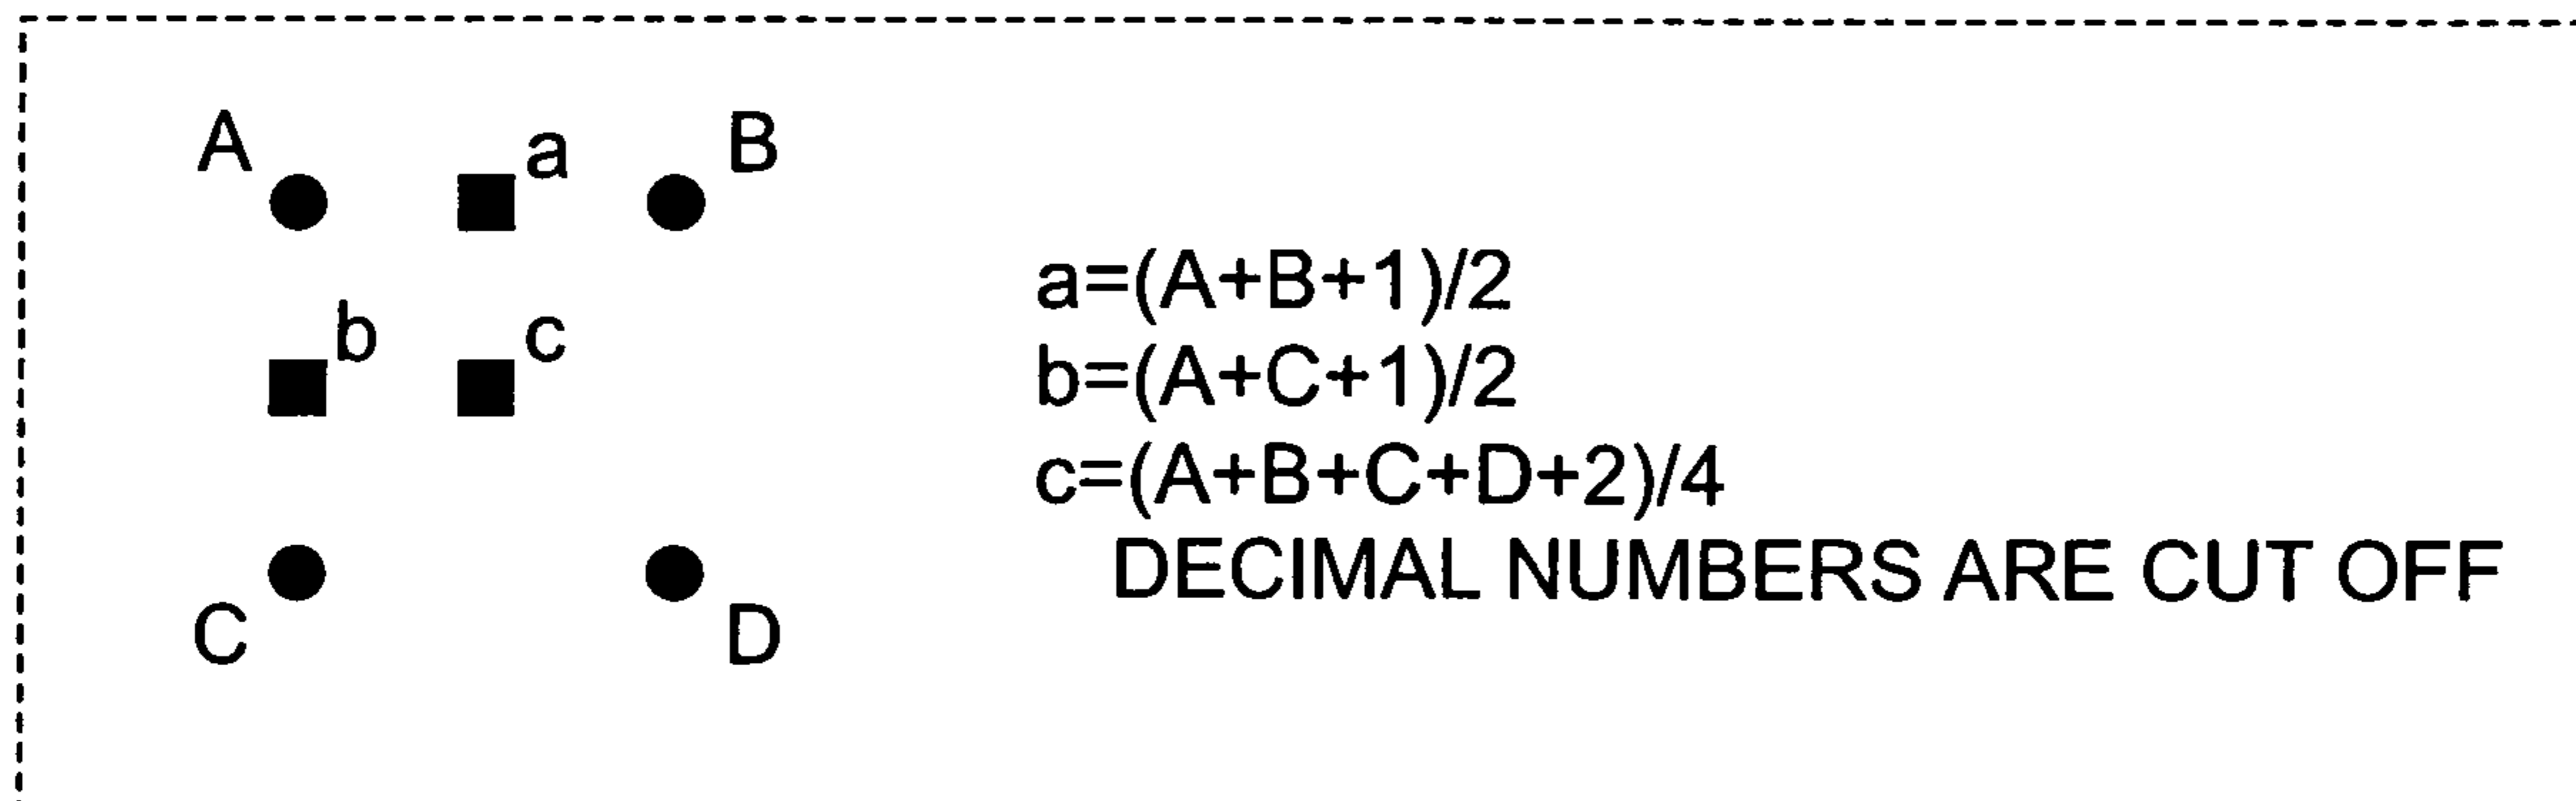 A a B
b c
C D
a=(A+B+1)/2
b=(A+C+1)/2
c=(A+B+C+D+2)/4
DECIMAL NUMBERS ARE CUT OFF